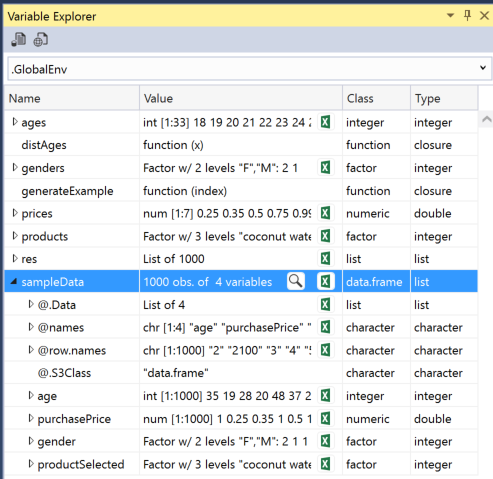 Variable Explorer
.GlobalEnv
Name Value Class Type
ages int [1:33] 18 19 20 21 22 23 24 integer integer
distAges function (x) function closure
genders Factor w/ 2 levels "F","M": 2 1 factor integer
generateExample function (index) function closure
prices num [1:7] 0.25 0.35 0.5 0.75 0.99 numeric double
products Factor w/ 3 levels "coconut wate factor integer
res List of 1000 list list
sampleData 1000 obs. of 4 variables data.frame list
@.Data List of 4 list list
@names chr [1:4] "age" "purchasePrice" " character character
@row.names chr [1:1000] "2" "2100" "3" "4" " character character
@.S3Class "data.frame" character character
age int [1:1000] 35 19 28 20 48 37 2 integer integer
purchasePrice num [1:1000] 1 0.25 0.35 1 0.5 1 numeric double
gender Factor w/ 2 levels "F","M": 2 1 1 factor integer
productSelected Factor w/ 3 levels "coconut wate factor integer